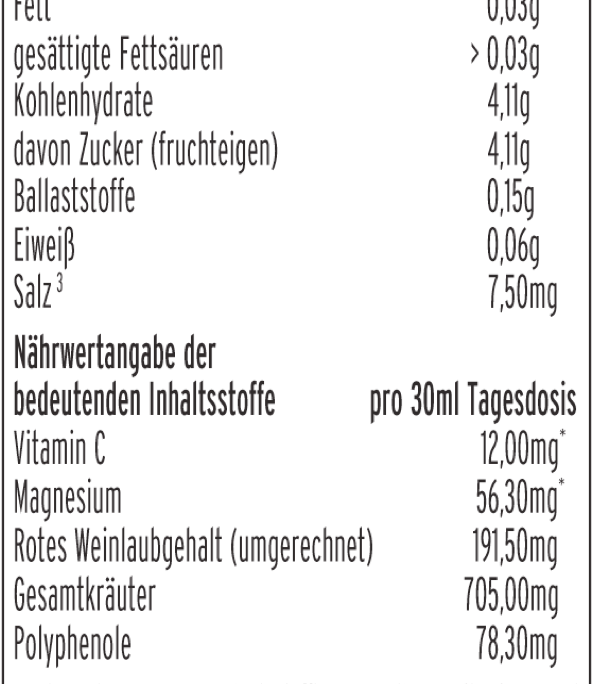 Fett 0,03g
gesättigte Fettsäuren > 0,03g
Kohlenhydrate 4,11g
davon Zucker (fruchteigen) 4,11g
Ballaststoffe 0,15g
Eiweiß 0,06g
Salz ³ 7,50mg
Nährwertangabe der
bedeutenden Inhaltsstoffe pro 30ml Tagesdosis
Vitamin C 12,00mg*
Magnesium 56,30mg*
Rotes Weinlaubgehalt (umgerechnet) 191,50mg
Gesamtkräuter 705,00mg
Polyphenole 78,30mg